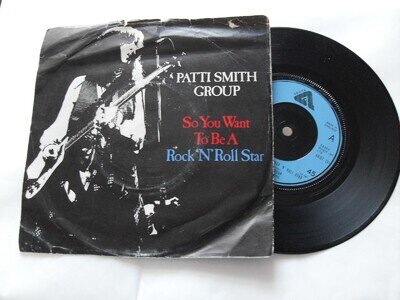 PATTI SMITH
GROUP
So You Want
To Be A
Rock 'N' Roll Star
A
45